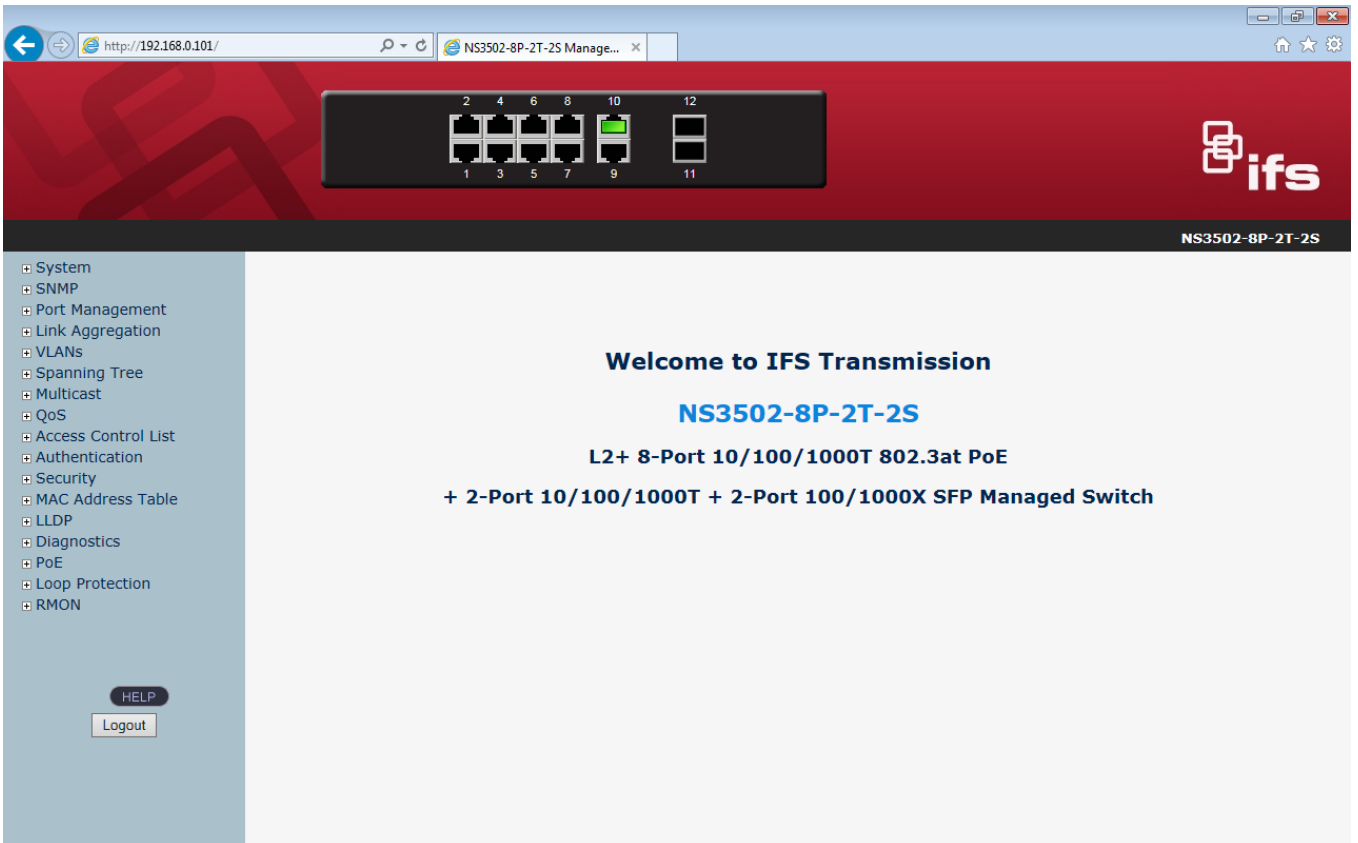 http://192.168.0.101/
NS3502-8P-2T-2S Manage...
2 4 6 8 10 12
1 3 5 7 9 11
ifs
NS3502-8P-2T-2S
System
SNMP
Port Management
Link Aggregation
VLANs
Spanning Tree
Multicast
QoS
Access Control List
Authentication
Security
MAC Address Table
LLDP
Diagnostics
PoE
Loop Protection
RMON
HELP
Logout
Welcome to IFS Transmission
NS3502-8P-2T-2S
L2+ 8-Port 10/100/1000T 802.3at PoE
+ 2-Port 10/100/1000T + 2-Port 100/1000X SFP Managed Switch